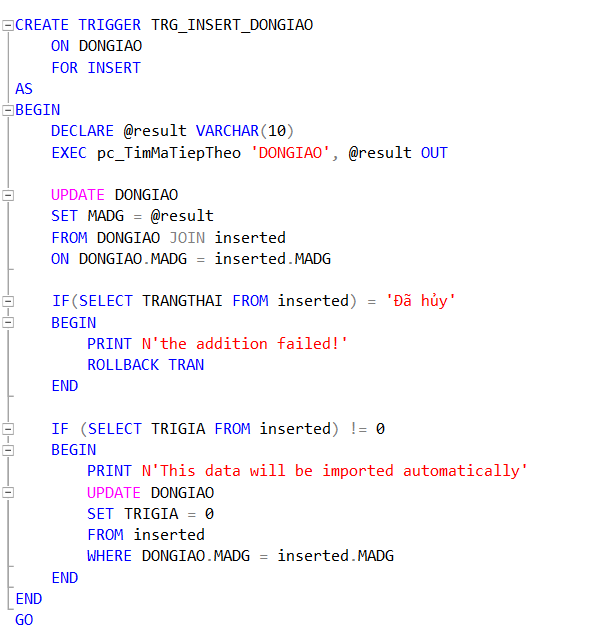 CREATE TRIGGER TRG_INSERT_DONGIAO
ON DONGIAO
FOR INSERT
AS
BEGIN
DECLARE @result VARCHAR(10)
EXEC pc_TimMaTiepTheo 'DONGIAO', @result OUT
UPDATE DONGIAO
SET MADG = @result
FROM DONGIAO JOIN inserted
ON DONGIAO.MADG = inserted.MADG
IF(SELECT TRANGTHAI FROM inserted) = 'Đã hủy'
BEGIN
PRINT N'the addition failed!'
ROLLBACK TRAN
END
IF (SELECT TRIGIA FROM inserted) != 0
BEGIN
PRINT N'This data will be imported automatically'
UPDATE DONGIAO
SET TRIGIA = 0
FROM inserted
WHERE DONGIAO.MADG = inserted.MADG
END
END
GO